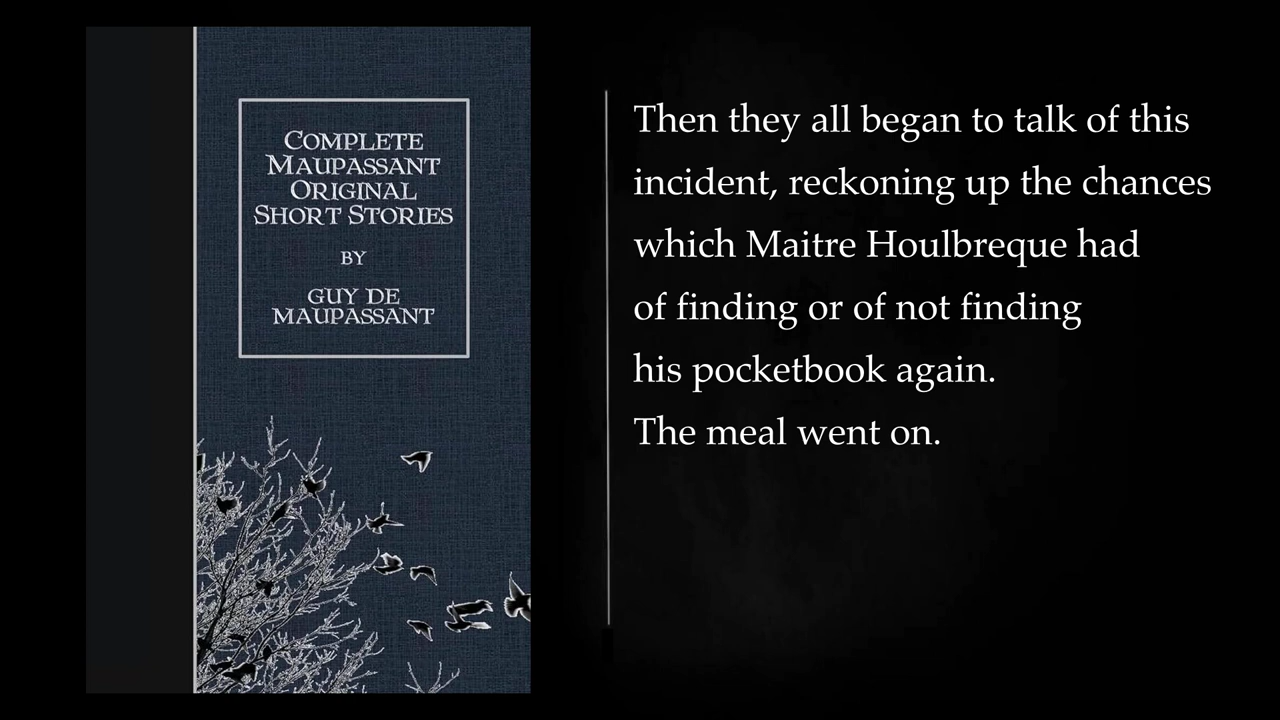 COMPLETE
MAUPASSANT
ORIGINAL
SHORT STORIES
BY
GUY DE
MAUPASSANT
Then they all began to talk of this
incident, reckoning up the chances
which Maitre Houlbreque had
of finding or of not finding
his pocketbook again.
The meal went on.